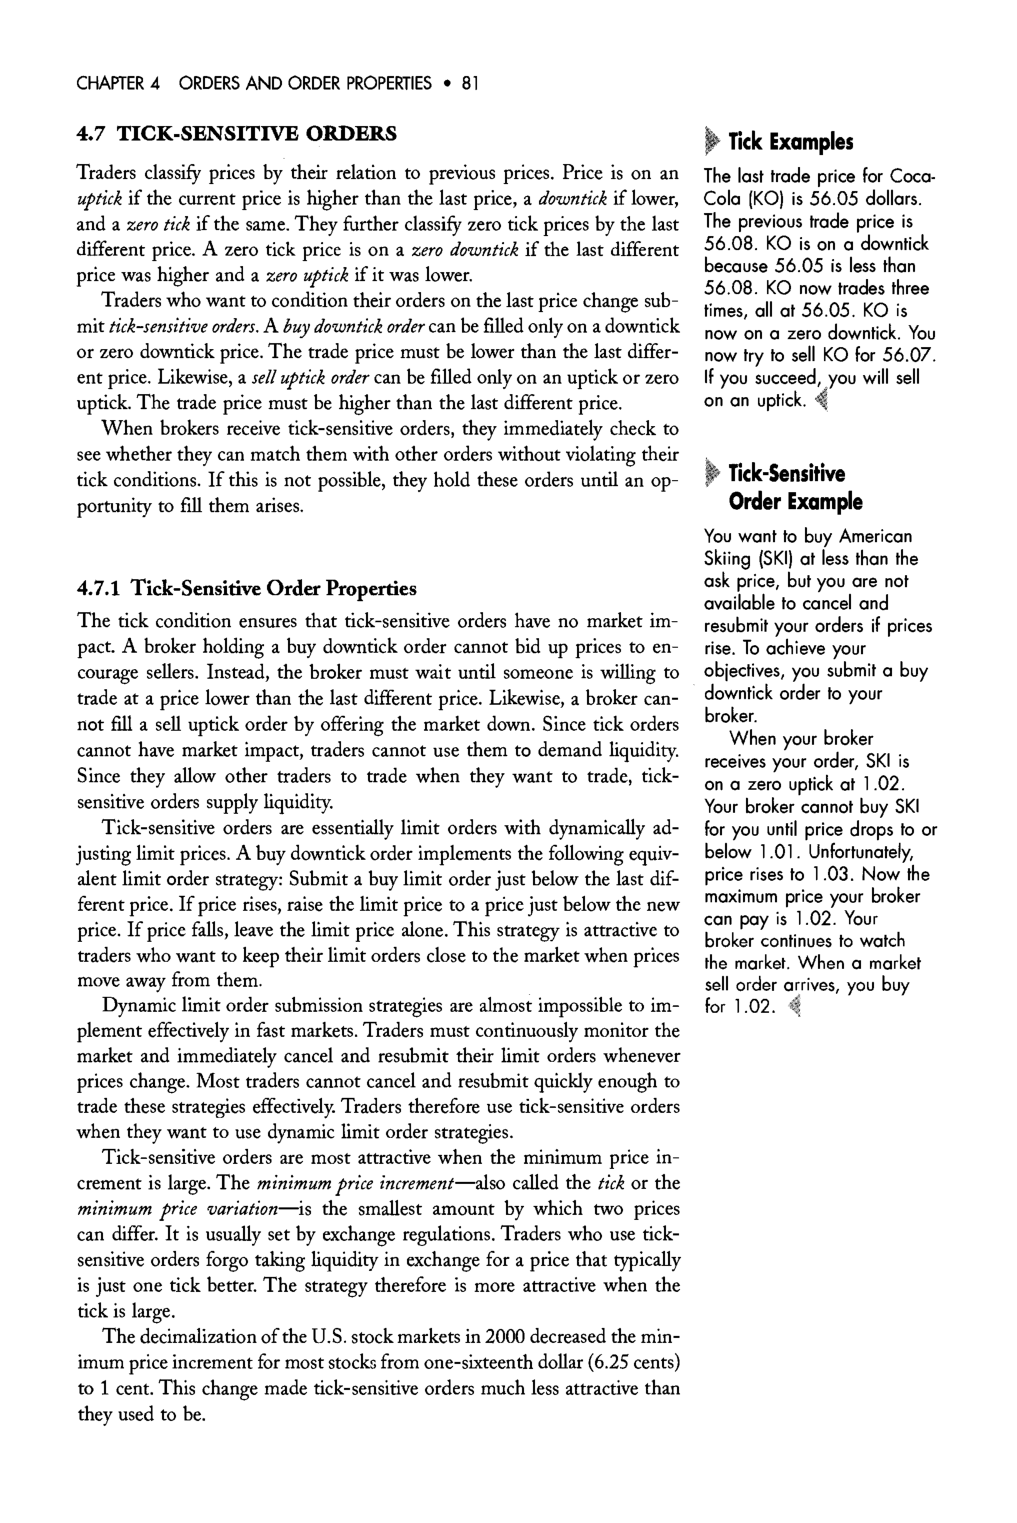 CHAPTER 4 ORDERS AND ORDER PROPERTIES • 81
4.7 TICK-SENSITIVE ORDERS
Traders classify prices by their relation to previous prices. Price is on an
uptick if the current price is higher than the last price, a downtick if lower,
and a zero tick if the same. They further classify zero tick prices by the last
different price. A zero tick price is on a zero downtick if the last different
price was higher and a zero uptick if it was lower.
Traders who want to condition their orders on the last price change sub-
mit tick-sensitive orders. A buy downtick order can be filled only on a downtick
or zero downtick price. The trade price must be lower than the last differ-
ent price. Likewise, a sell uptick order can be filled only on an uptick or zero
uptick. The trade price must be higher than the last different price.
When brokers receive tick-sensitive orders, they immediately check to
see whether they can match them with other orders without violating their
tick conditions. If this is not possible, they hold these orders until an op-
portunity to fill them arises.
4.7.1 Tick-Sensitive Order Properties
The tick condition ensures that tick-sensitive orders have no market im-
pact. A broker holding a buy downtick order cannot bid up prices to en-
courage sellers. Instead, the broker must wait until someone is willing to
trade at a price lower than the last different price. Likewise, a broker can-
not fill a sell uptick order by offering the market down. Since tick orders
cannot have market impact, traders cannot use them to demand liquidity.
Since they allow other traders to trade when they want to trade, tick-
sensitive orders supply liquidity.
Tick-sensitive orders are essentially limit orders with dynamically ad-
justing limit prices. A buy downtick order implements the following equiv-
alent limit order strategy: Submit a buy limit order just below the last dif-
ferent price. If price rises, raise the limit price to a price just below the new
price. If price falls, leave the limit price alone. This strategy is attractive to
traders who want to keep their limit orders close to the market when prices
move away from them.
Dynamic limit order submission strategies are almost impossible to im-
plement effectively in fast markets. Traders must continuously monitor the
market and immediately cancel and resubmit their limit orders whenever
prices change. Most traders cannot cancel and resubmit quickly enough to
trade these strategies effectively. Traders therefore use tick-sensitive orders
when they want to use dynamic limit order strategies.
Tick-sensitive orders are most attractive when the minimum price in-
crement is large. The minimum price increment—also called the tick or the
minimum price variation—is the smallest amount by which two prices
can differ. It is usually set by exchange regulations. Traders who use tick-
sensitive orders forgo taking liquidity in exchange for a price that typically
is just one tick better. The strategy therefore is more attractive when the
tick is large.
The decimalization of the U.S. stock markets in 2000 decreased the min-
imum price increment for most stocks from one-sixteenth dollar (6.25 cents)
to 1 cent. This change made tick-sensitive orders much less attractive than
they used to be.
Tick Examples
The last trade price for Coca-
Cola (KO) is 56.05 dollars.
The previous trade price is
56.08. KO is on a downtick
because 56.05 is less than
56.08. KO now trades three
times, all at 56.05. KO is
now on a zero downtick. You
now try to sell KO for 56.07.
If you succeed, you will sell
on an uptick.
Tick-Sensitive
Order Example
You want to buy American
Skiing (SKI) at less than the
ask price, but you are not
available to cancel and
resubmit your orders if prices
rise. To achieve your
objectives, you submit a buy
downtick order to your
broker.
When your broker
receives your order, SKI is
on a zero uptick at 1.02.
Your broker cannot buy SKI
for you until price drops to or
below 1.01. Unfortunately,
price rises to 1.03. Now the
maximum price your broker
can pay is 1.02. Your
broker continues to watch
the market. When a market
sell order arrives, you buy
for 1.02.